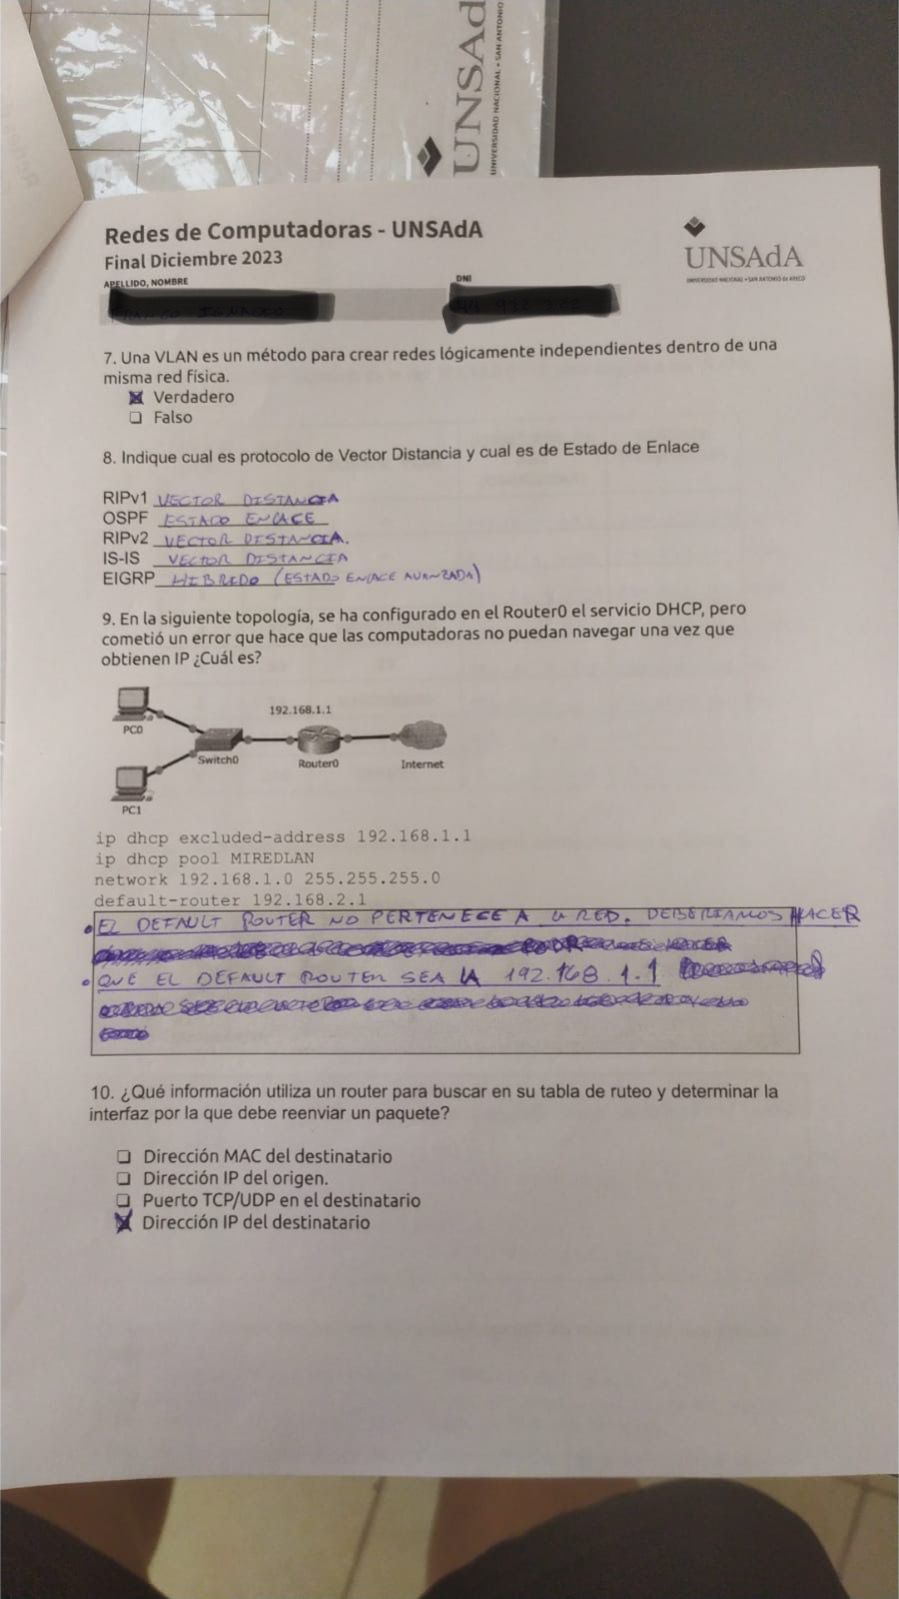 UNSAd
UNIVERSIDAD NACIONAL • SAN ANTONIO
Redes de Computadoras - UNSAdA
Final Diciembre 2023
APELLIDO, NOMBRE
DNI
UNSAdA
UNIVERSIDAD NACIONAL • SAN ANTONIO de ARECO
7. Una VLAN es un método para crear redes lógicamente independientes dentro de una
misma red física.
Verdadero
Falso
8. Indique cual es protocolo de Vector Distancia y cual es de Estado de Enlace
RIPv1 VECTOR DISTANCIA
OSPF ESTADO ENLACE
RIPv2 VECTOR DISTANCIA.
IS-IS VECTOR DISTANCIA
EIGRP HIBREDO (ESTADO ENLACE AVANZADA)
9. En la siguiente topología, se ha configurado en el Router0 el servicio DHCP, pero
cometió un error que hace que las computadoras no puedan navegar una vez que
obtienen IP ¿Cuál es?
192.168.1.1
PC0
Switch0
Router0
Internet
PC1
ip dhcp excluded-address 192.168.1.1
ip dhcp pool MIREDLAN
network 192.168.1.0 255.255.255.0
default-router 192.168.2.1
• EL DEFAULT ROUTER NO PERTENECE A LA RED. DEBERIAMOS HACER
• QUE EL DEFAULT ROUTER SEA LA 192.168.1.1
10. ¿Qué información utiliza un router para buscar en su tabla de ruteo y determinar la
interfaz por la que debe reenviar un paquete?
Dirección MAC del destinatario
Dirección IP del origen.
Puerto TCP/UDP en el destinatario
Dirección IP del destinatario